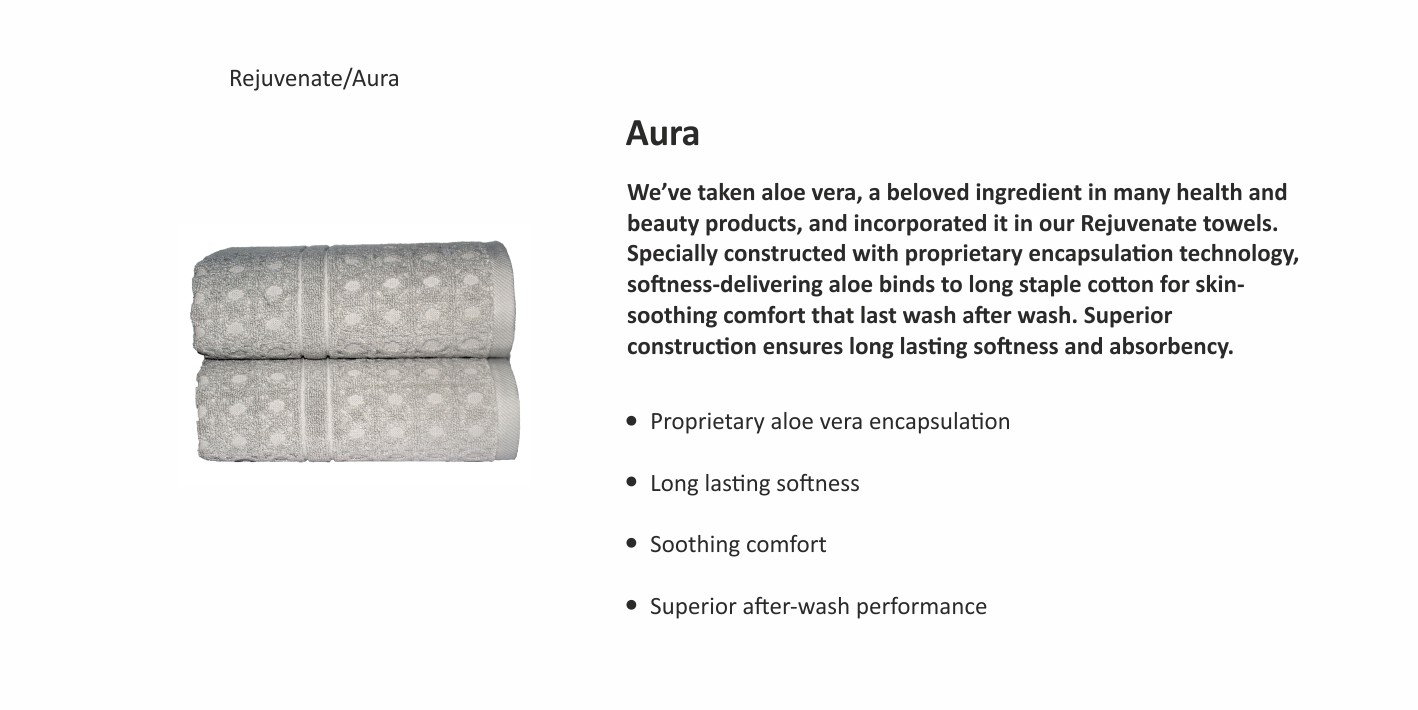 Rejuvenate/Aura
Aura
We’ve taken aloe vera, a beloved ingredient in many health and
beauty products, and incorporated it in our Rejuvenate towels.
Specially constructed with proprietary encapsulation technology,
softness-delivering aloe binds to long staple cotton for skin-
soothing comfort that last wash after wash. Superior
construction ensures long lasting softness and absorbency.
• Proprietary aloe vera encapsulation
• Long lasting softness
• Soothing comfort
• Superior after-wash performance